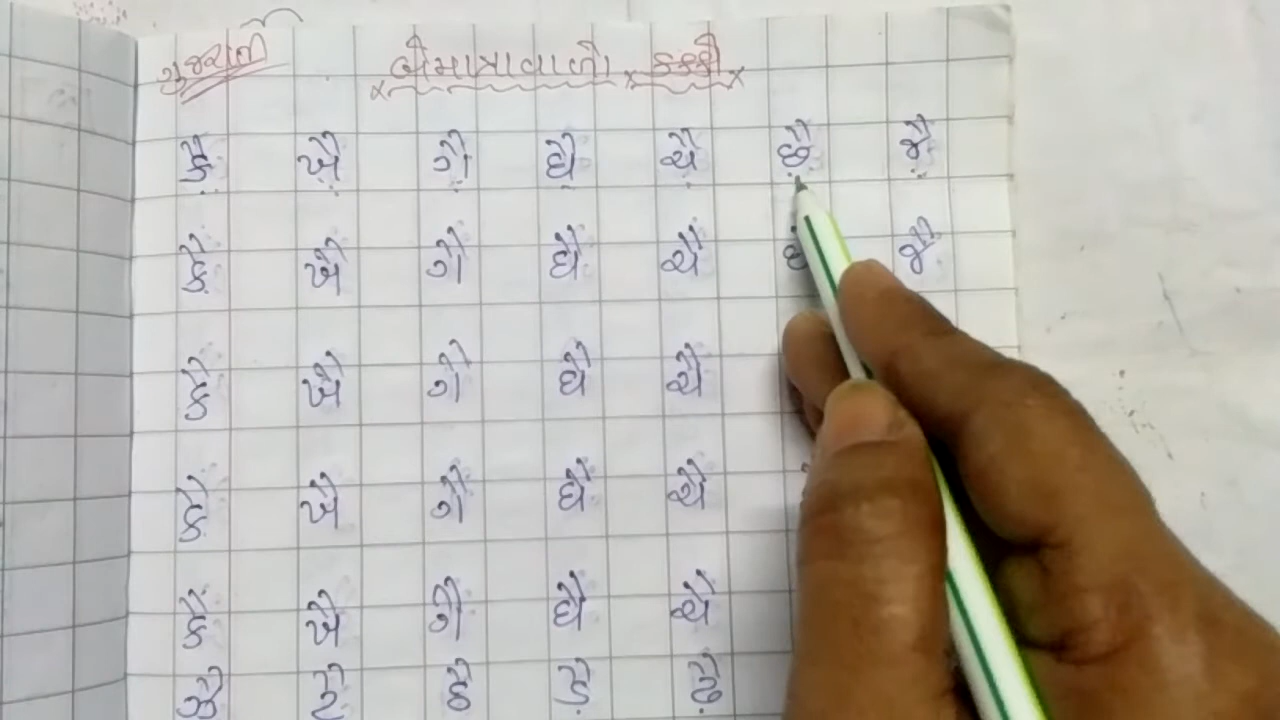 ગુજરાતી
બેમાત્રાવાળો કક્કો
કૈ ખૈ ગૈ ઘૈ ચૈ છૈ જૈ
કૈ ખૈ ગૈ ઘૈ ચૈ જૈ
કૈ ખૈ ગૈ ઘૈ ચૈ
કૈ ખૈ ગૈ ઘૈ ચૈ
કૈ ખૈ ગૈ ઘૈ ચૈ
ઝૈ ટૈ ઠૈ ડૈ ઢૈ